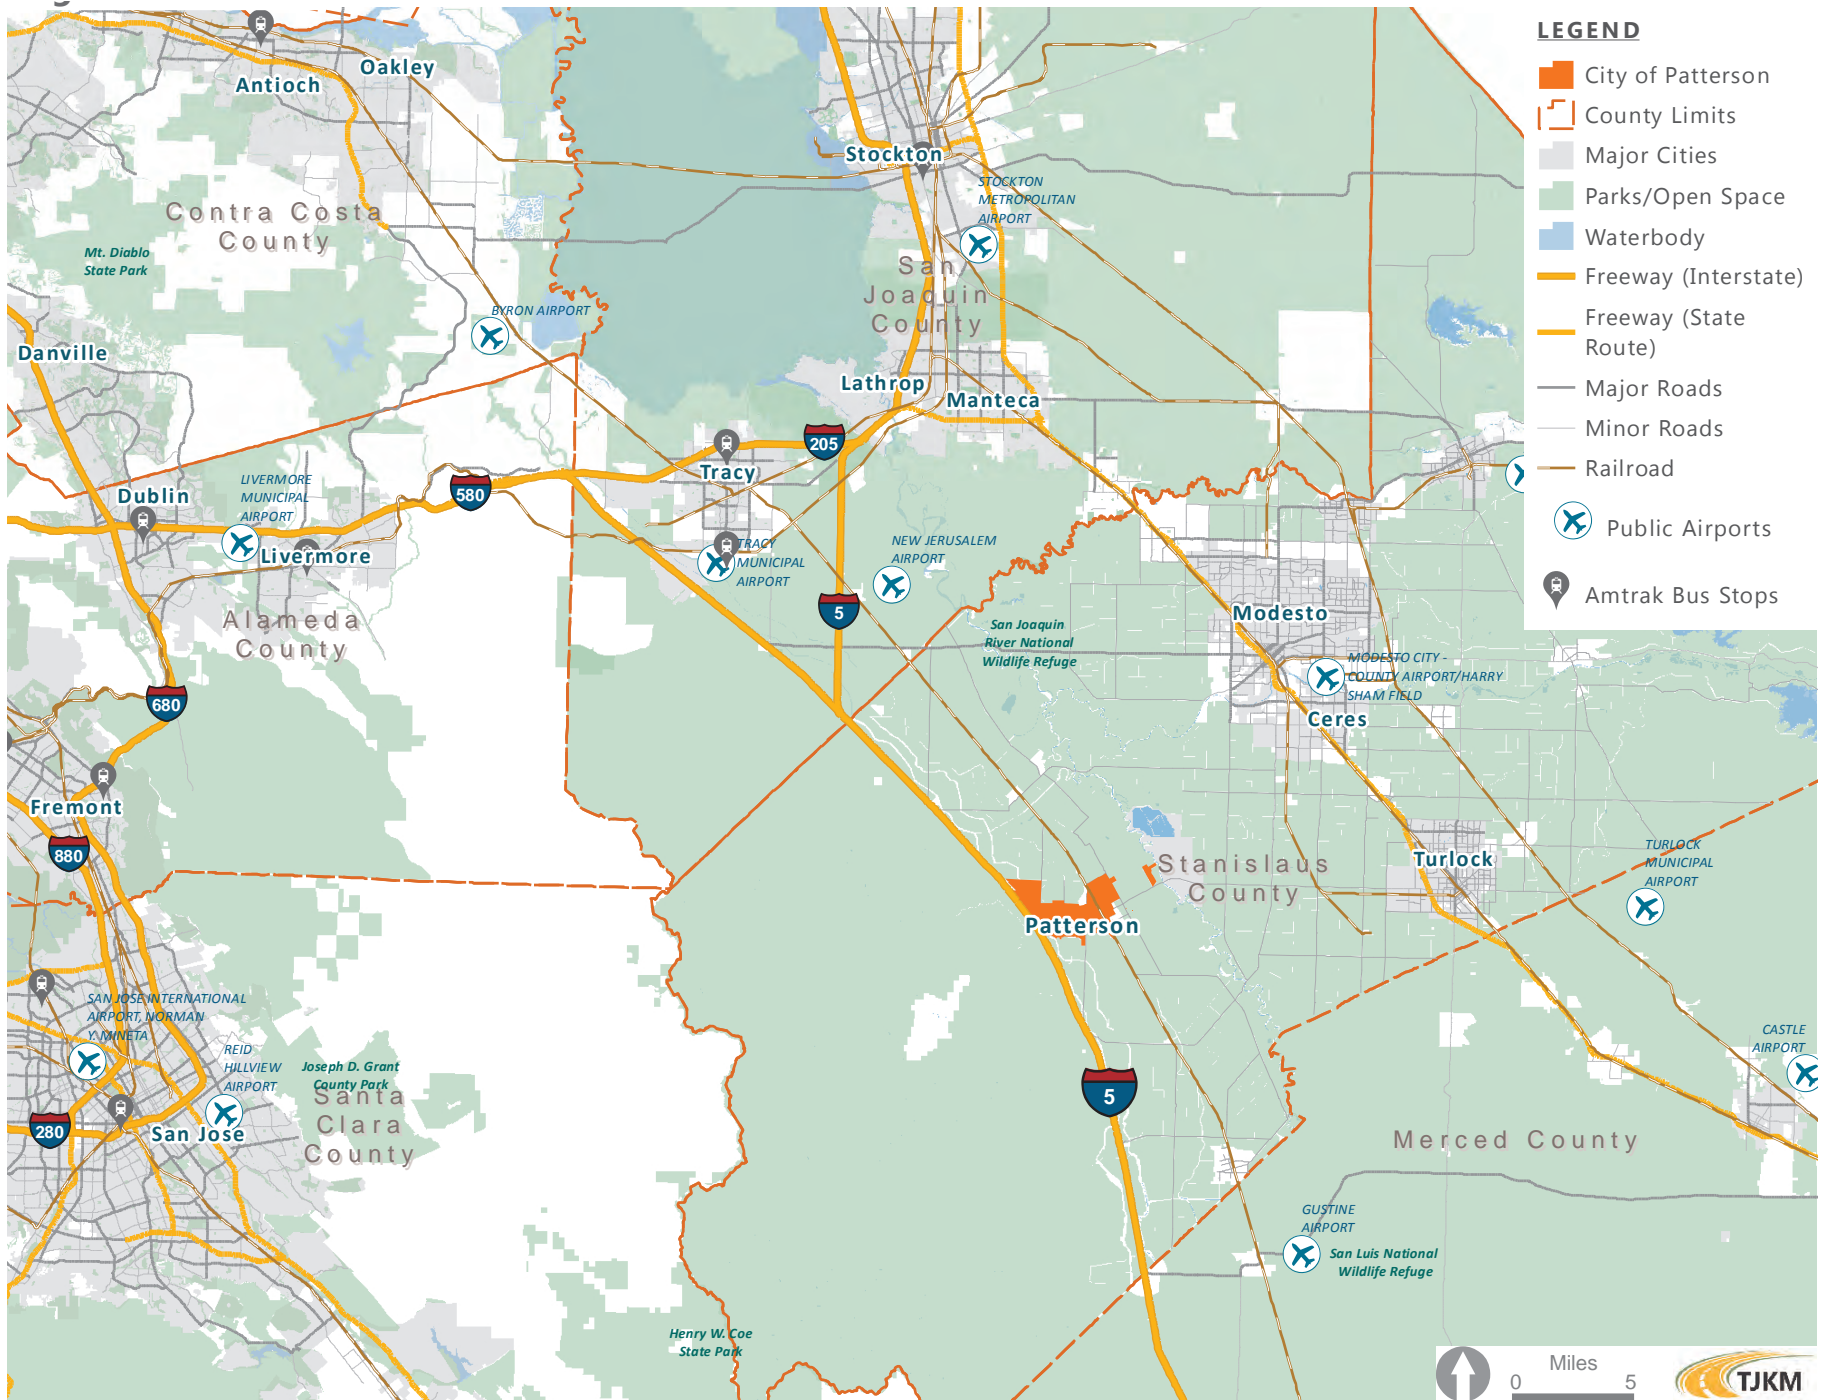 Oakley
Antioch
Contra Costa
County
Mt. Diablo
State Park
BYRON AIRPORT
Danville
Stockton
STOCKTON
METROPOLITAN
AIRPORT
San
Joaquin
County
Lathrop
Manteca
205
Tracy
580
Dublin
LIVERMORE
MUNICIPAL
AIRPORT
Livermore
TRACY
MUNICIPAL
AIRPORT
NEW JERUSALEM
AIRPORT
5
Alameda
County
San Joaquin
River National
Wildlife Refuge
Modesto
MODESTO CITY -
COUNTY AIRPORT/HARRY
SHAM FIELD
Ceres
680
Fremont
880
Stanislaus
County
Turlock
TURLOCK
MUNICIPAL
AIRPORT
Patterson
SAN JOSE INTERNATIONAL
AIRPORT, NORMAN
Y. MINETA
REID
HILLVIEW
AIRPORT
Joseph D. Grant
County Park
Santa
Clara
County
280
San Jose
5
CASTLE
AIRPORT
Merced County
GUSTINE
AIRPORT
San Luis National
Wildlife Refuge
Henry W. Coe
State Park
LEGEND
City of Patterson
County Limits
Major Cities
Parks/Open Space
Waterbody
Freeway (Interstate)
Freeway (State
Route)
Major Roads
Minor Roads
Railroad
Public Airports
Amtrak Bus Stops
Miles
0 5
TJKM